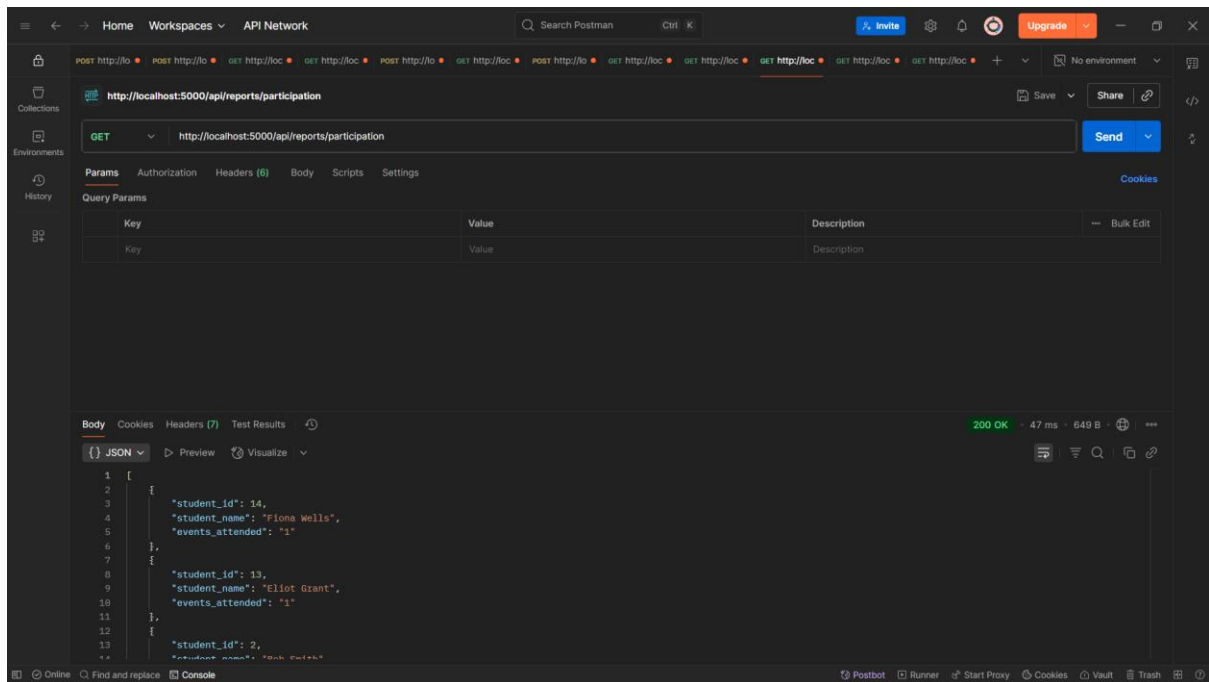 Home Workspaces API Network Search Postman Ctrl K Invite Upgrade
POST http://lo POST http://lo GET http://loc GET http://loc POST http://lo GET http://loc POST http://lo GET http://loc GET http://loc GET http://loc GET http://loc GET http://loc No environment
http://localhost:5000/api/reports/participation Save Share
Collections
GET http://localhost:5000/api/reports/participation Send
Environments
Params Authorization Headers (6) Body Scripts Settings Cookies
History
Query Params
Key Value Description Bulk Edit
Key Value Description
Body Cookies Headers (7) Test Results 200 OK 47 ms 649 B
{} JSON Preview Visualize
1 [
2 {
3 "student_id": 14,
4 "student_name": "Fiona Wells",
5 "events_attended": "1"
6 },
7 {
8 "student_id": 13,
9 "student_name": "Eliot Grant",
10 "events_attended": "1"
11 },
12 {
13 "student_id": 2,
14 "student_name": "Bob Smith"
Online Find and replace Console Postbot Runner Start Proxy Cookies Vault Trash